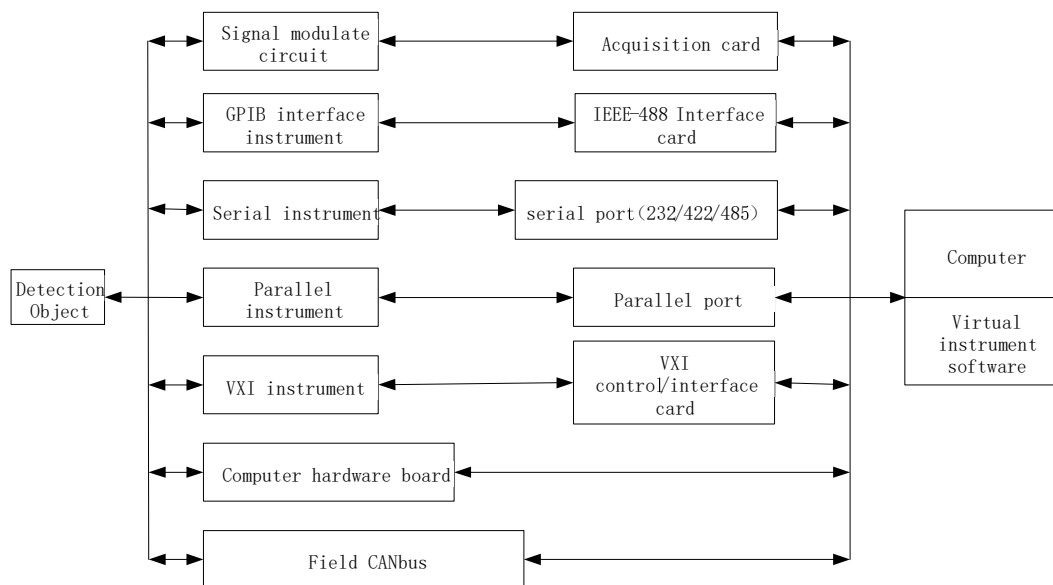 Signal modulate
circuit
Acquisition card
GPIB interface
instrument
IEEE-488 Interface
card
Serial instrument
serial port(232/422/485)
Computer
Detection
Object
Parallel
instrument
Parallel port
Virtual
instrument
software
VXI instrument
VXI
control/interface
card
Computer hardware board
Field CANbus